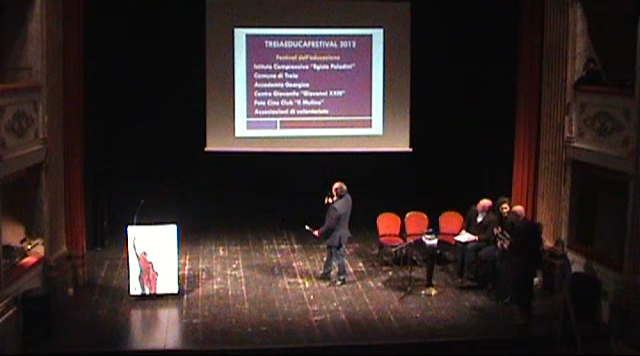 TREIAEDUCAFESTIVAL 2012
Festival dell'educazione
Istituto Comprensivo "Egisto Paladini"
Comune di Treia
Accademia Georgica
Centro Giovanile "Giovanni XXIII"
Foto Cine Club "Il Mulino"
Associazioni di volontariato